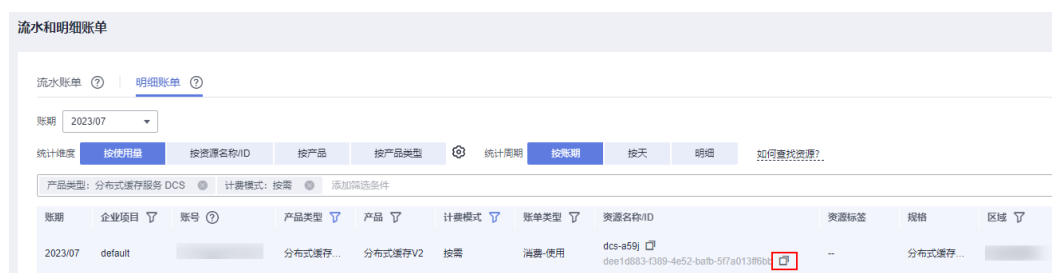 流水和明细账单
流水账单 明细账单
账期 2023/07
统计维度 按使用量 按资源名称/ID 按产品 按产品类型 统计周期 按账期 按天 明细 如何查找资源?
产品类型: 分布式缓存服务 DCS 计费模式: 按需 添加筛选条件
账期 企业项目 账号 产品类型 产品 计费模式 账单类型 资源名称/ID 资源标签 规格 区域
2023/07 default 分布式缓存... 分布式缓存V2 按需 消费-使用 dcs-a59j -- 分布式缓存...
dee1d883-f389-4e52-bafb-5f7a013ff6bb